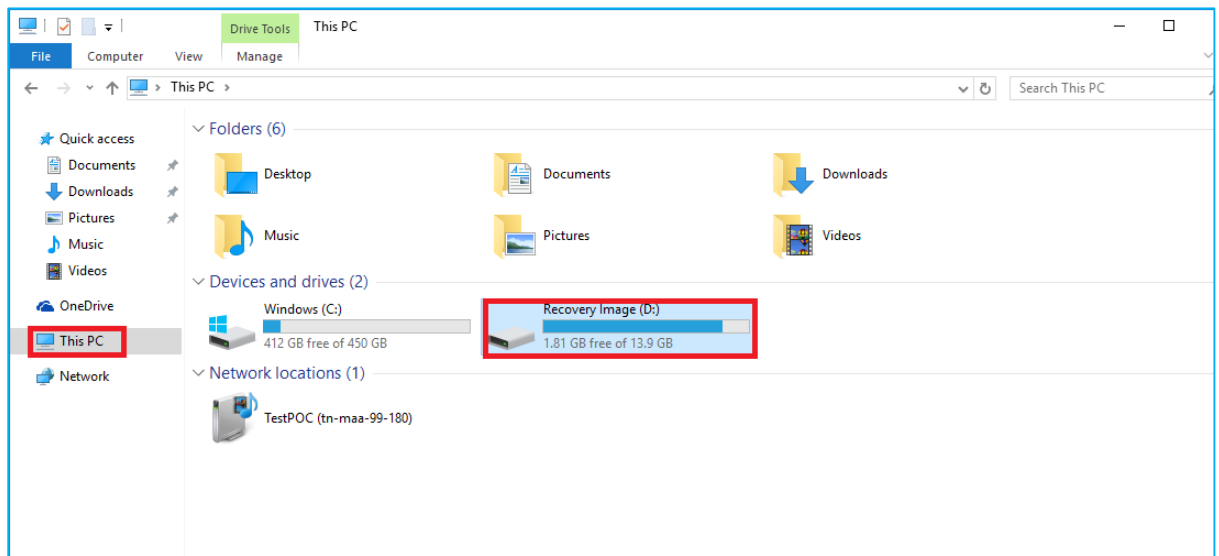 Drive Tools This PC
File Computer View Manage
This PC
Search This PC
Quick access
Documents
Downloads
Pictures
Music
Videos
OneDrive
This PC
Network
Folders (6)
Desktop Documents Downloads
Music Pictures Videos
Devices and drives (2)
Windows (C:)
412 GB free of 450 GB
Recovery Image (D:)
1.81 GB free of 13.9 GB
Network locations (1)
TestPOC (tn-maa-99-180)